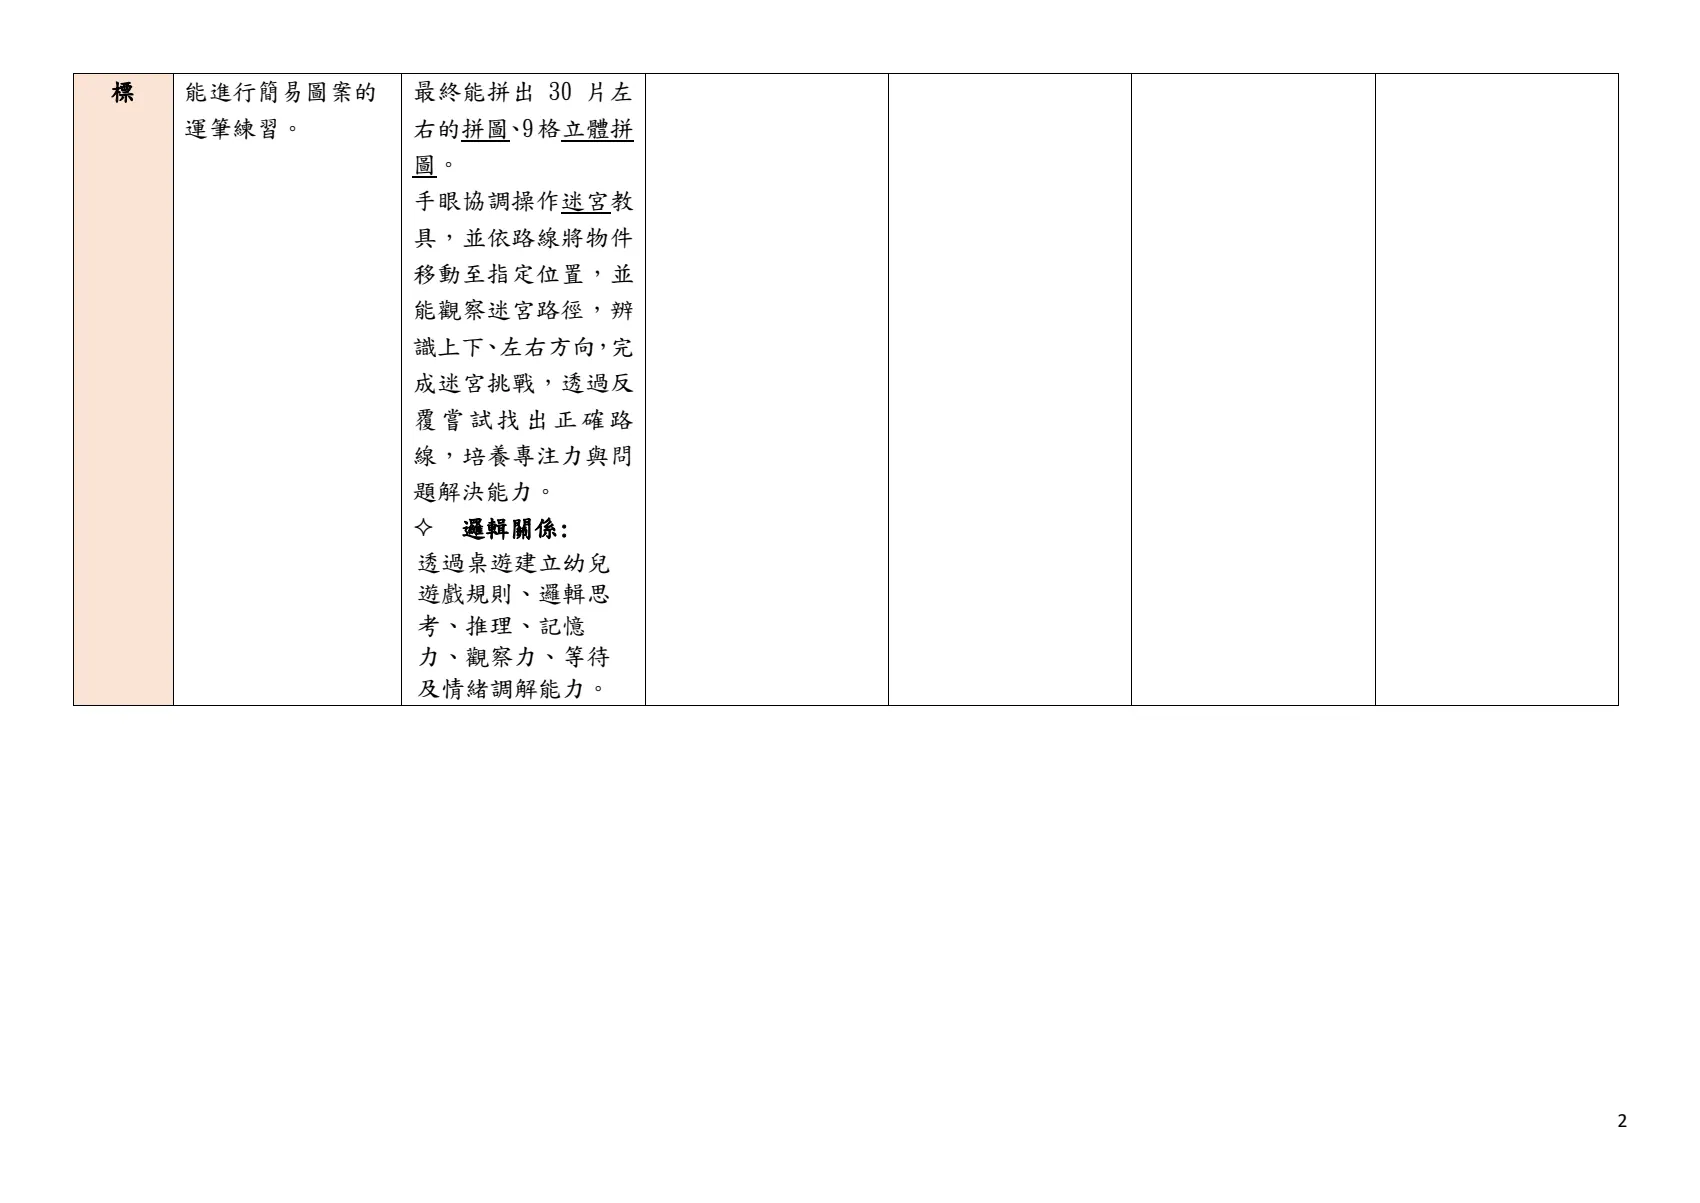 標
能進行簡易圖案的
運筆練習。
最終能拼出 30 片左
右的拼圖、9格立體拼
圖。
手眼協調操作迷宮教
具，並依路線將物件
移動至指定位置，並
能觀察迷宮路徑，辨
識上下、左右方向，完
成迷宮挑戰，透過反
覆嘗試找出正確路
線，培養專注力與問
題解決能力。
✧ 邏輯關係:
透過桌遊建立幼兒
遊戲規則、邏輯思
考、推理、記憶
力、觀察力、等待
及情緒調解能力。
2